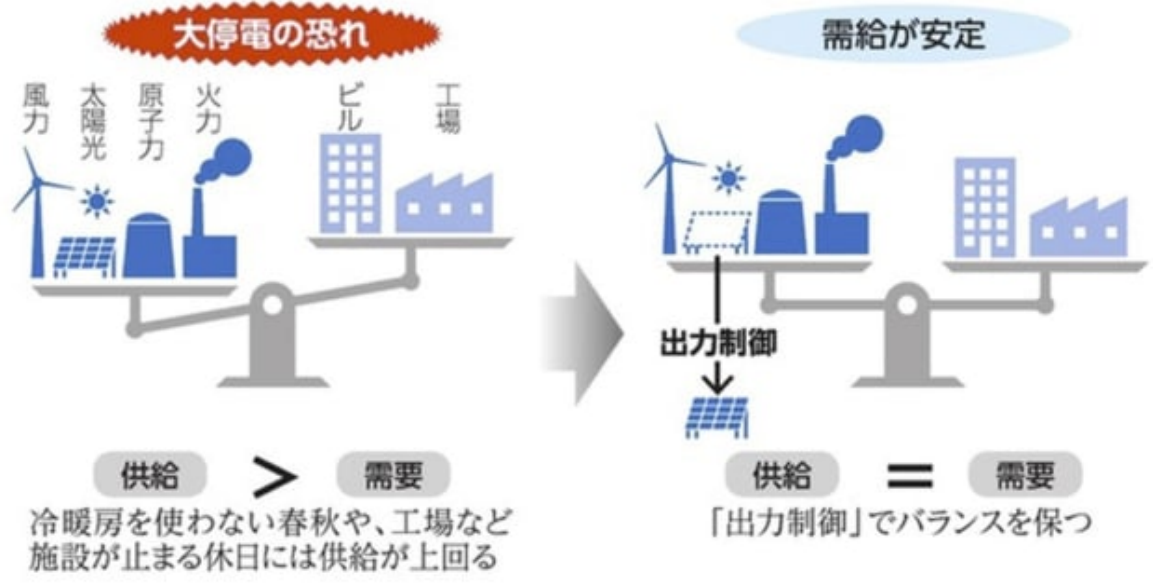 大停電の恐れ
風力
太陽光
原子力
火力
ビル
工場
供給 > 需要
冷暖房を使わない春秋や、工場など
施設が止まる休日には供給が上回る
需給が安定
出力制御
供給 = 需要
「出力制御」でバランスを保つ